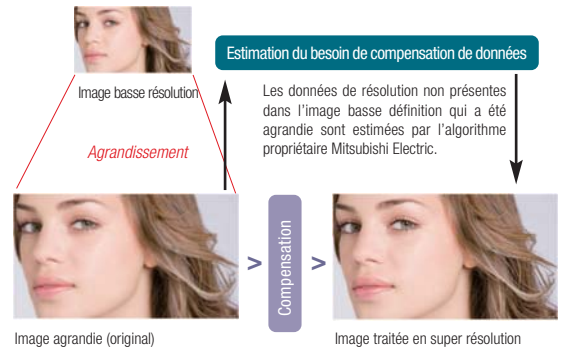 Estimation du besoin de compensation de données
Image basse résolution
Les données de résolution non présentes
dans l'image basse définition qui a été
agrandie sont estimées par l'algorithme
propriétaire Mitsubishi Electric.
Agrandissement
>
Compensation
>
Image agrandie (original)
Image traitée en super résolution